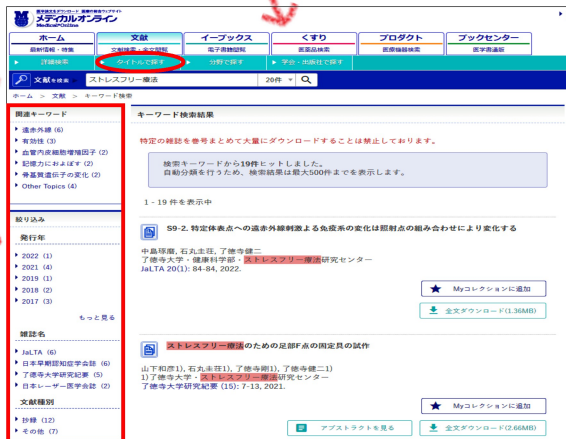 医学文献ダウンロード 医療の総合ウェブサイト
メディカルオンライン
Medical*Online
ホーム
最新情報・特集
文献
文献検索・全文閲覧
イーブックス
電子書籍閲覧
くすり
医薬品検索
プロダクト
医療機器検索
ブックセンター
医学書通販
詳細検索
タイトルで探す
分野で探す
学会・出版社で探す
文献を検索
ストレスフリー療法
20件
ホーム > 文献 > キーワード検索
関連キーワード
遠赤外線 (6)
有効性 (3)
血管内皮細胞増殖因子 (2)
記憶力におよぼす (2)
骨基質遺伝子の変化 (2)
Other Topics (4)
絞り込み
発行年
2022 (1)
2021 (4)
2019 (1)
2018 (2)
2017 (3)
もっと見る
雑誌名
JaLTA (6)
日本早期認知症学会誌 (6)
了德寺大学研究紀要 (5)
日本レーザー医学会誌 (2)
文献種別
抄録 (12)
その他 (7)
キーワード検索結果
特定の雑誌を巻号まとめて大量にダウンロードすることは禁止しております。
検索キーワードから19件ヒットしました。
自動分類を行うため、検索結果は最大500件までを表示します。
1 - 19 件を表示中
S9-2. 特定体表点への遠赤外線刺激よる免疫系の変化は照射点の組み合わせにより変化する
中島琢磨, 石丸圭荘, 了德寺健二
了德寺大学・健康科学部・ストレスフリー療法研究センター
JaLTA 20(1): 84-84, 2022.
Myコレクションに追加
全文ダウンロード(1.36MB)
ストレスフリー療法のための足部F点の固定具の試作
山下和彦1), 石丸圭荘1), 了德寺剛1), 了德寺健二1)
1)了德寺大学・ストレスフリー療法研究センター
了德寺大学研究紀要 (15): 7-13, 2021.
Myコレクションに追加
アブストラクトを見る
全文ダウンロード(2.66MB)